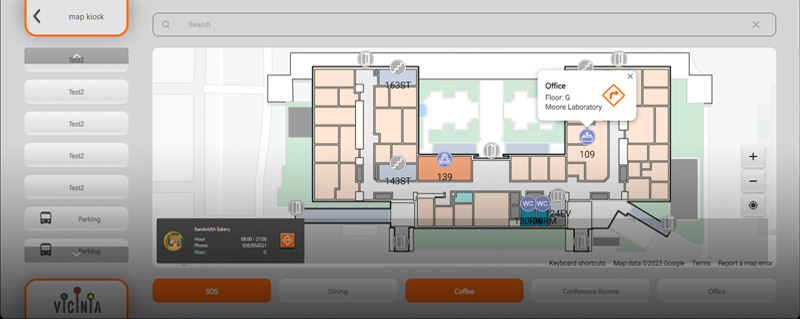 map kiosk
Search
Test2
Test2
Test2
Test2
Test2
Parking
Parking
VICINIA
163ST
143ST
139
109
124EV
Office
Floor: G
Moore Laboratory
WC
WC
Bandwidth Bakery
Hour: 08:00 - 21:00
Phone: 6263954521
Floor: G
+
−
Keyboard shortcuts
Map data ©2023 Google
Terms
Report a map error
SOS
Dining
Coffee
Conference Rooms
Office